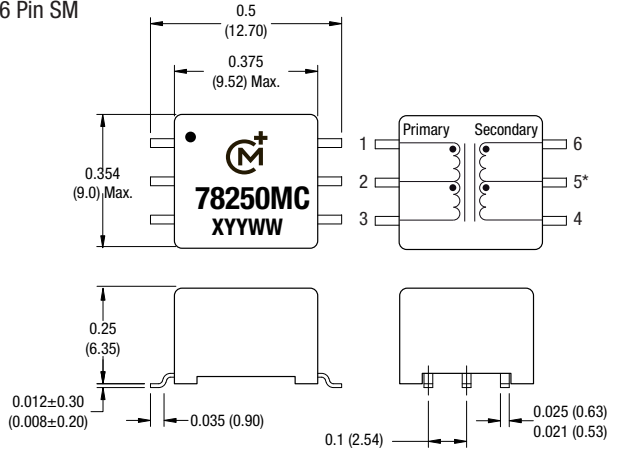 6 Pin SM
0.5
(12.70)
0.375
(9.52) Max.
0.354
(9.0) Max.
CM+
78250MC
XYYWW
Primary Secondary
1
2
3
6
5*
4
0.25
(6.35)
0.012±0.30
(0.008±0.20)
0.035 (0.90)
0.1 (2.54)
0.025 (0.63)
0.021 (0.53)